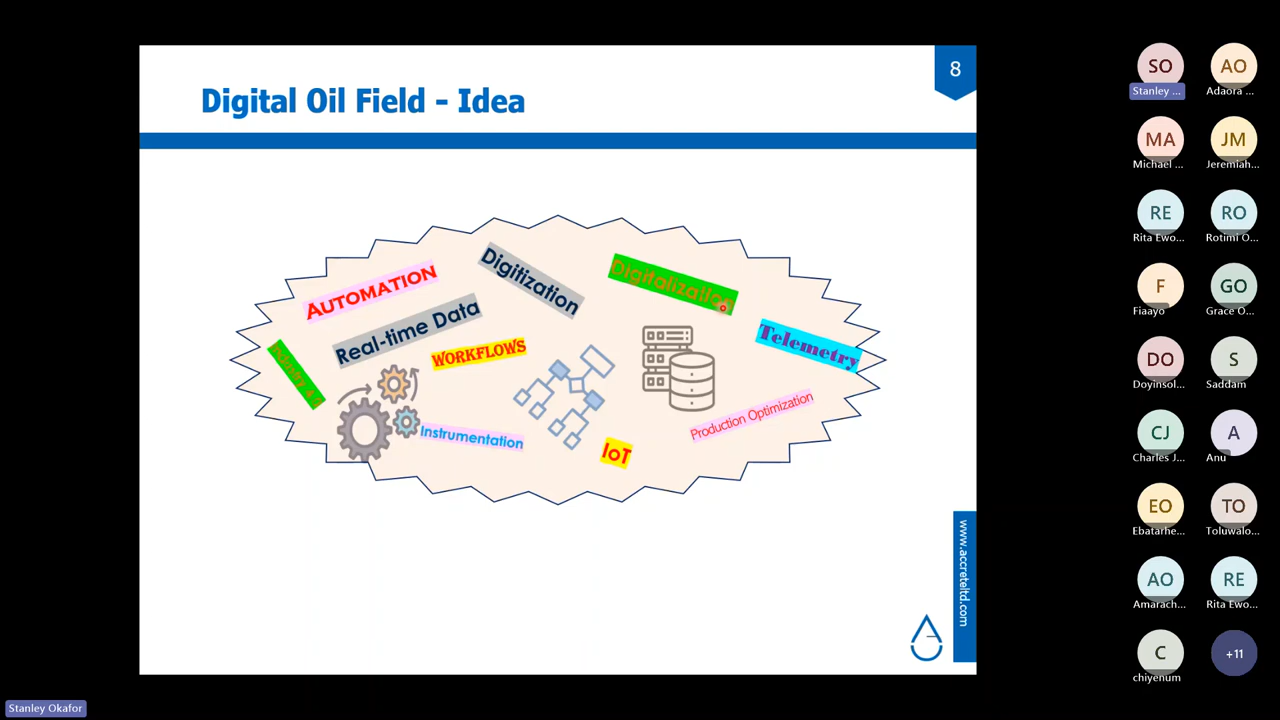 8
Digital Oil Field - Idea
AUTOMATION
Digitization
Digitalization
Real-time Data
WORKFLOWS
Telemetry
Instrumentation
IoT
Production Optimization
www.accreteltd.com
SO
Stanley ...
AO
Adaora ...
MA
Michael ...
JM
Jeremiah...
RE
Rita Ewo...
RO
Rotimi O...
F
Fiaayo
GO
Grace O...
DO
Doyinsol...
S
Saddam
CJ
Charles J...
A
Anu
EO
Ebatarhe...
TO
Toluwalo...
AO
Amarach...
RE
Rita Ewo...
C
chiyenum
+11
Stanley Okafor